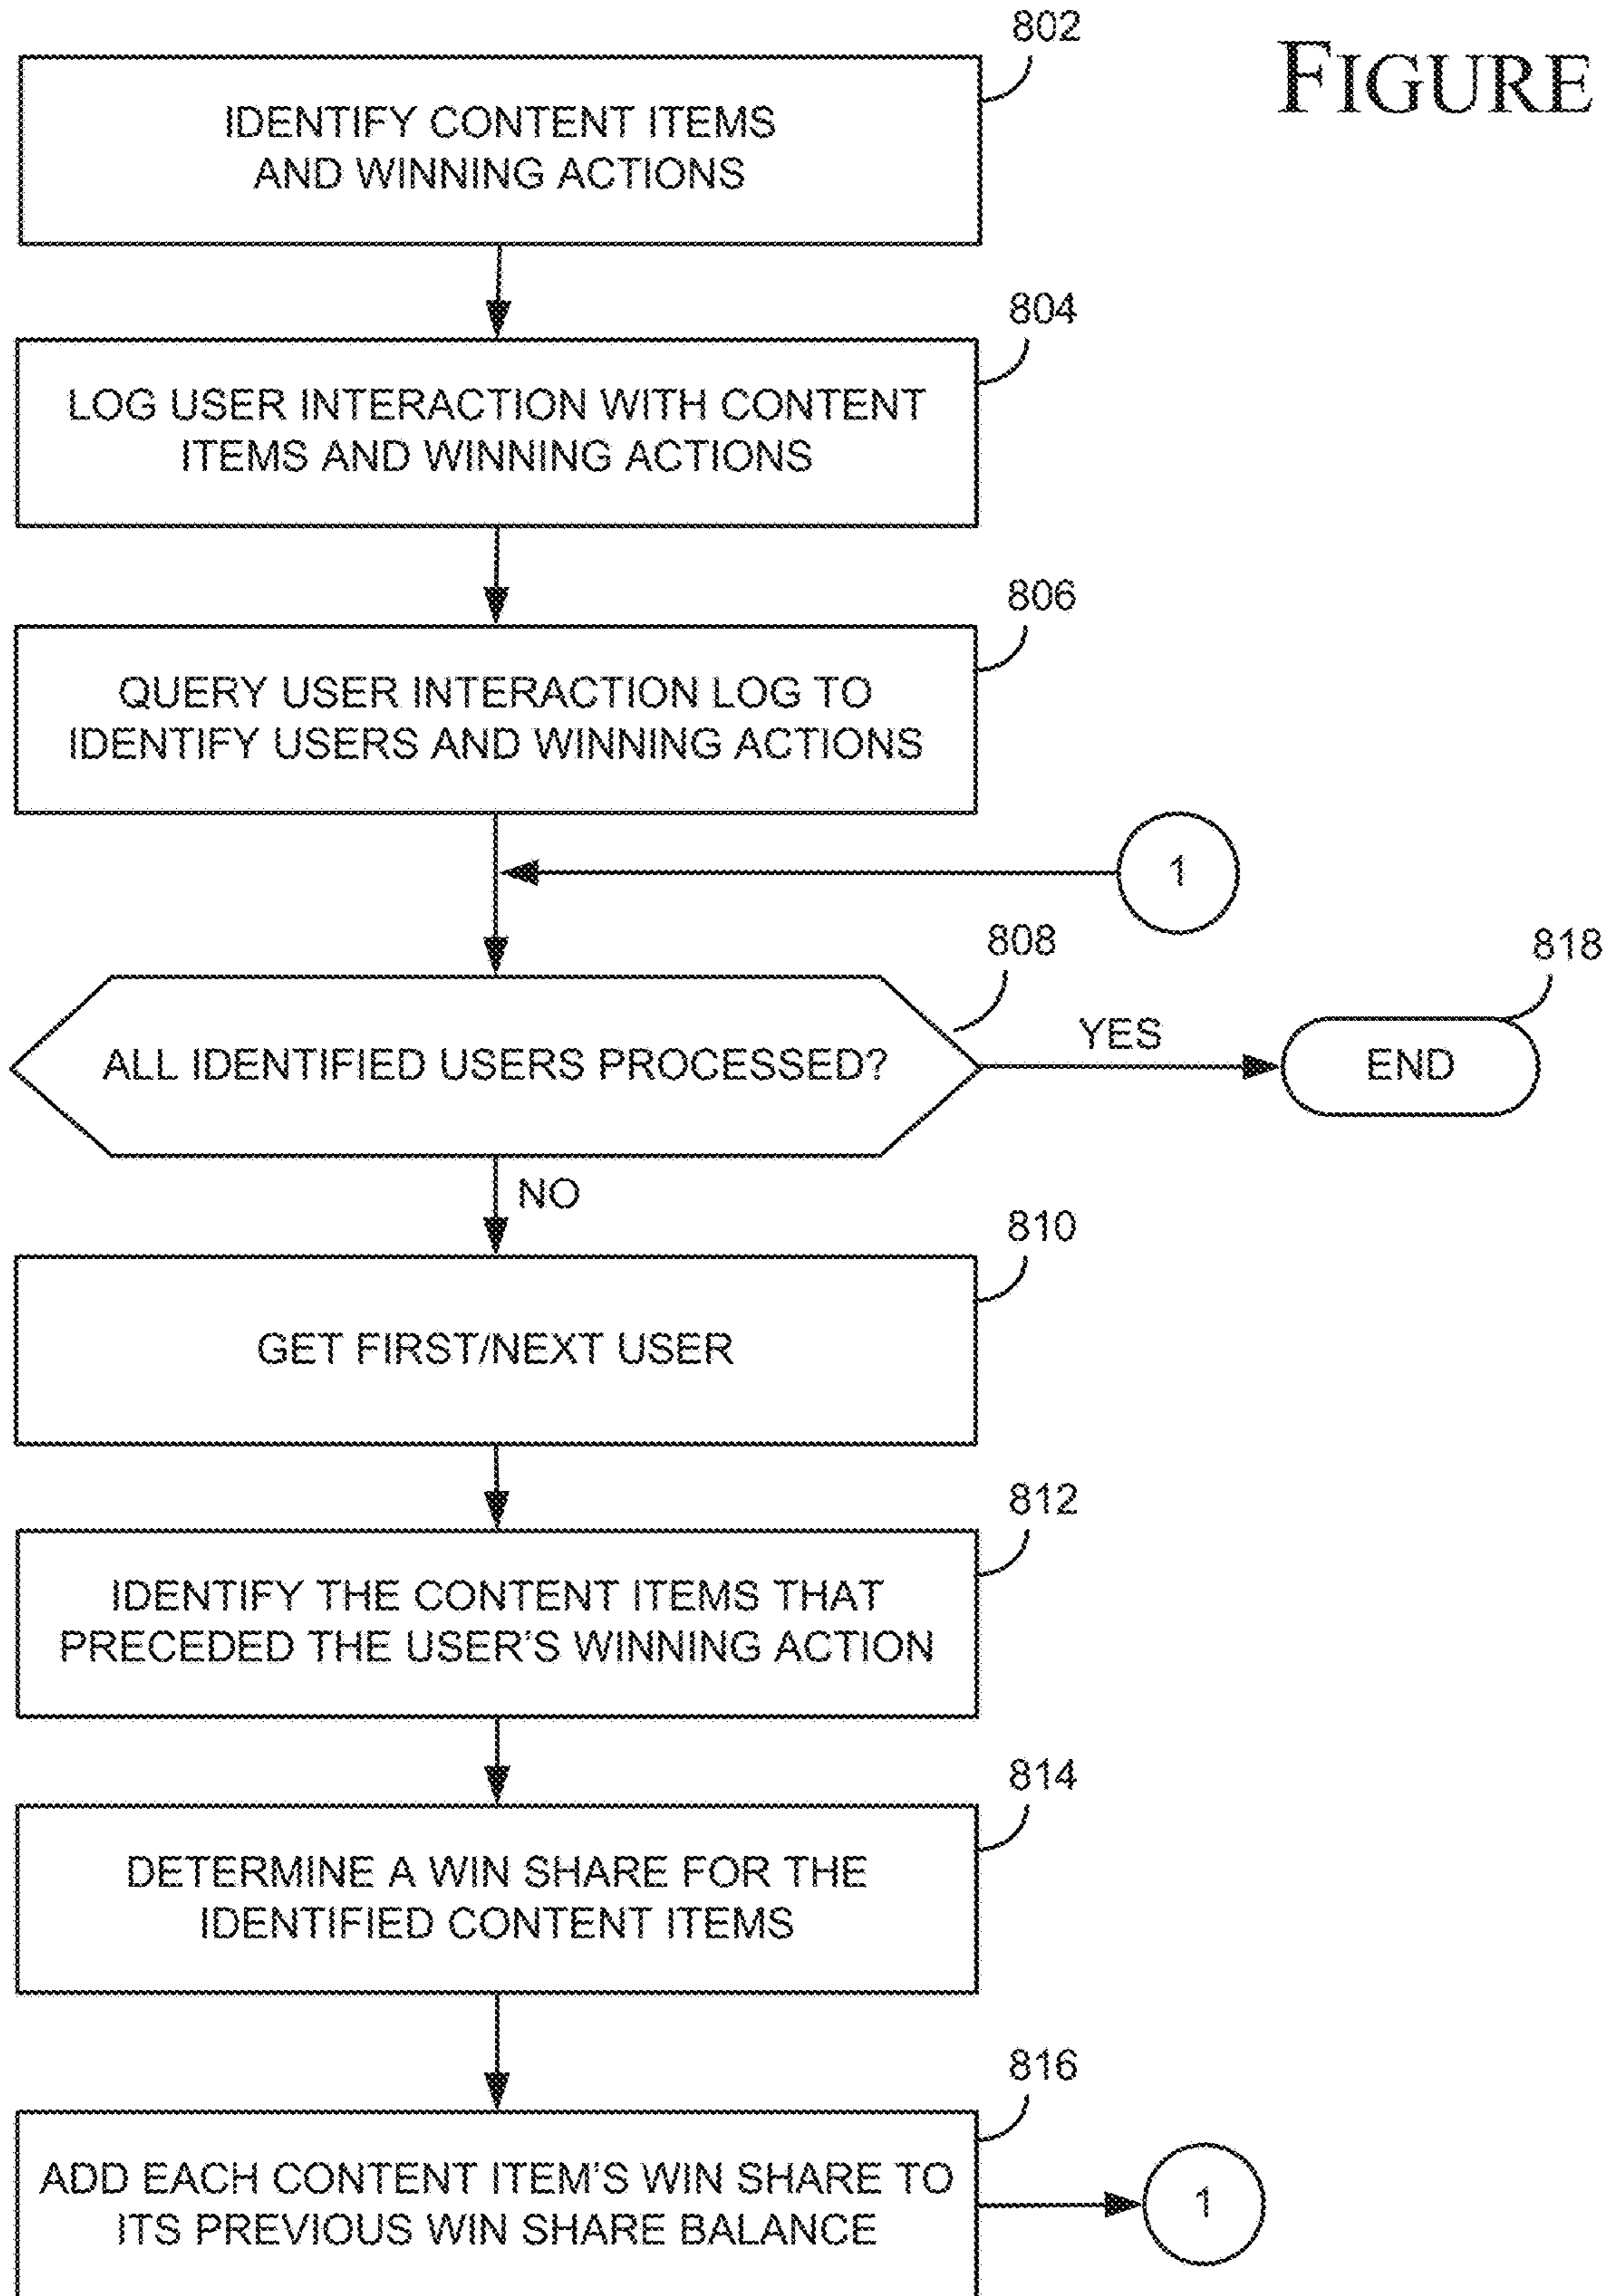 802
FIGURE
IDENTIFY CONTENT ITEMS
AND WINNING ACTIONS
804
LOG USER INTERACTION WITH CONTENT
ITEMS AND WINNING ACTIONS
806
QUERY USER INTERACTION LOG TO
IDENTIFY USERS AND WINNING ACTIONS
1
808
818
ALL IDENTIFIED USERS PROCESSED?
YES
END
NO
810
GET FIRST/NEXT USER
812
IDENTIFY THE CONTENT ITEMS THAT
PRECEDED THE USER'S WINNING ACTION
814
DETERMINE A WIN SHARE FOR THE
IDENTIFIED CONTENT ITEMS
816
ADD EACH CONTENT ITEM'S WIN SHARE TO
ITS PREVIOUS WIN SHARE BALANCE
1